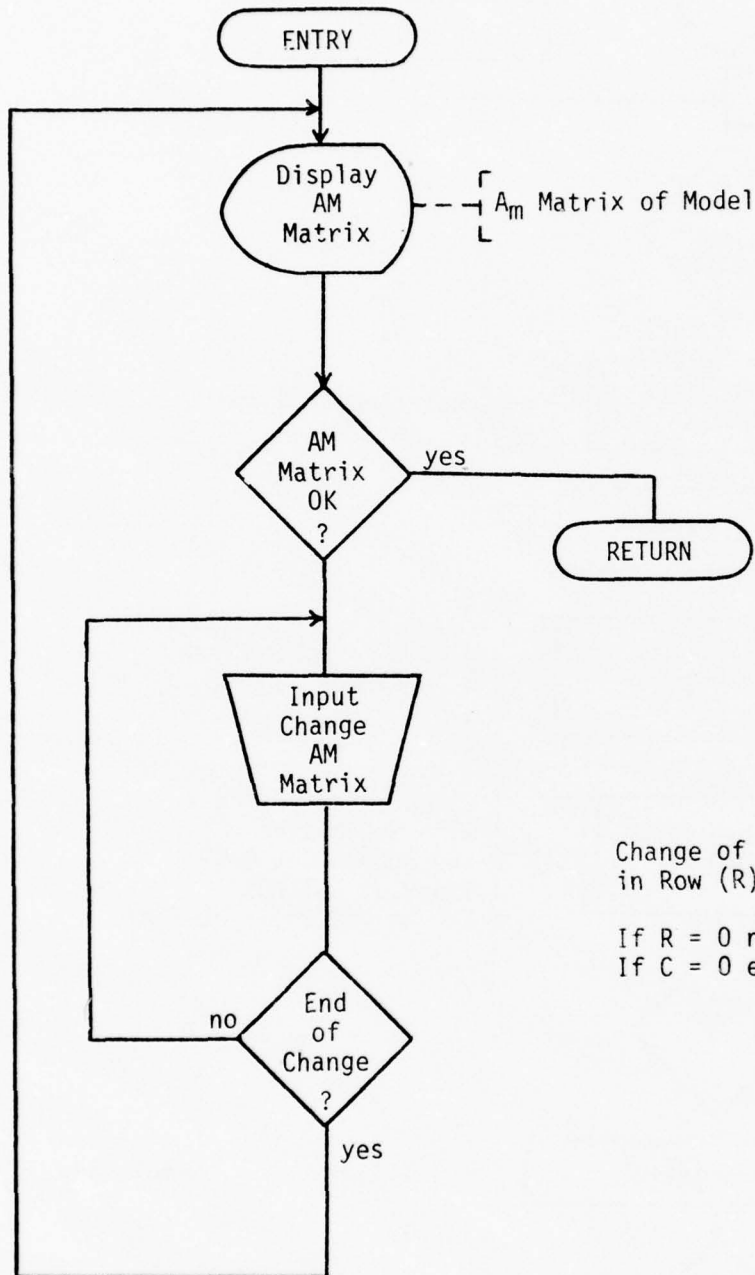 ENTRY
Display
AM
Matrix
A_m Matrix of Model
AM
Matrix
OK
?
yes
RETURN
Input
Change
AM
Matrix
Change of
in Row (R)
If R = 0
If C = 0
End
of
Change
?
no
yes